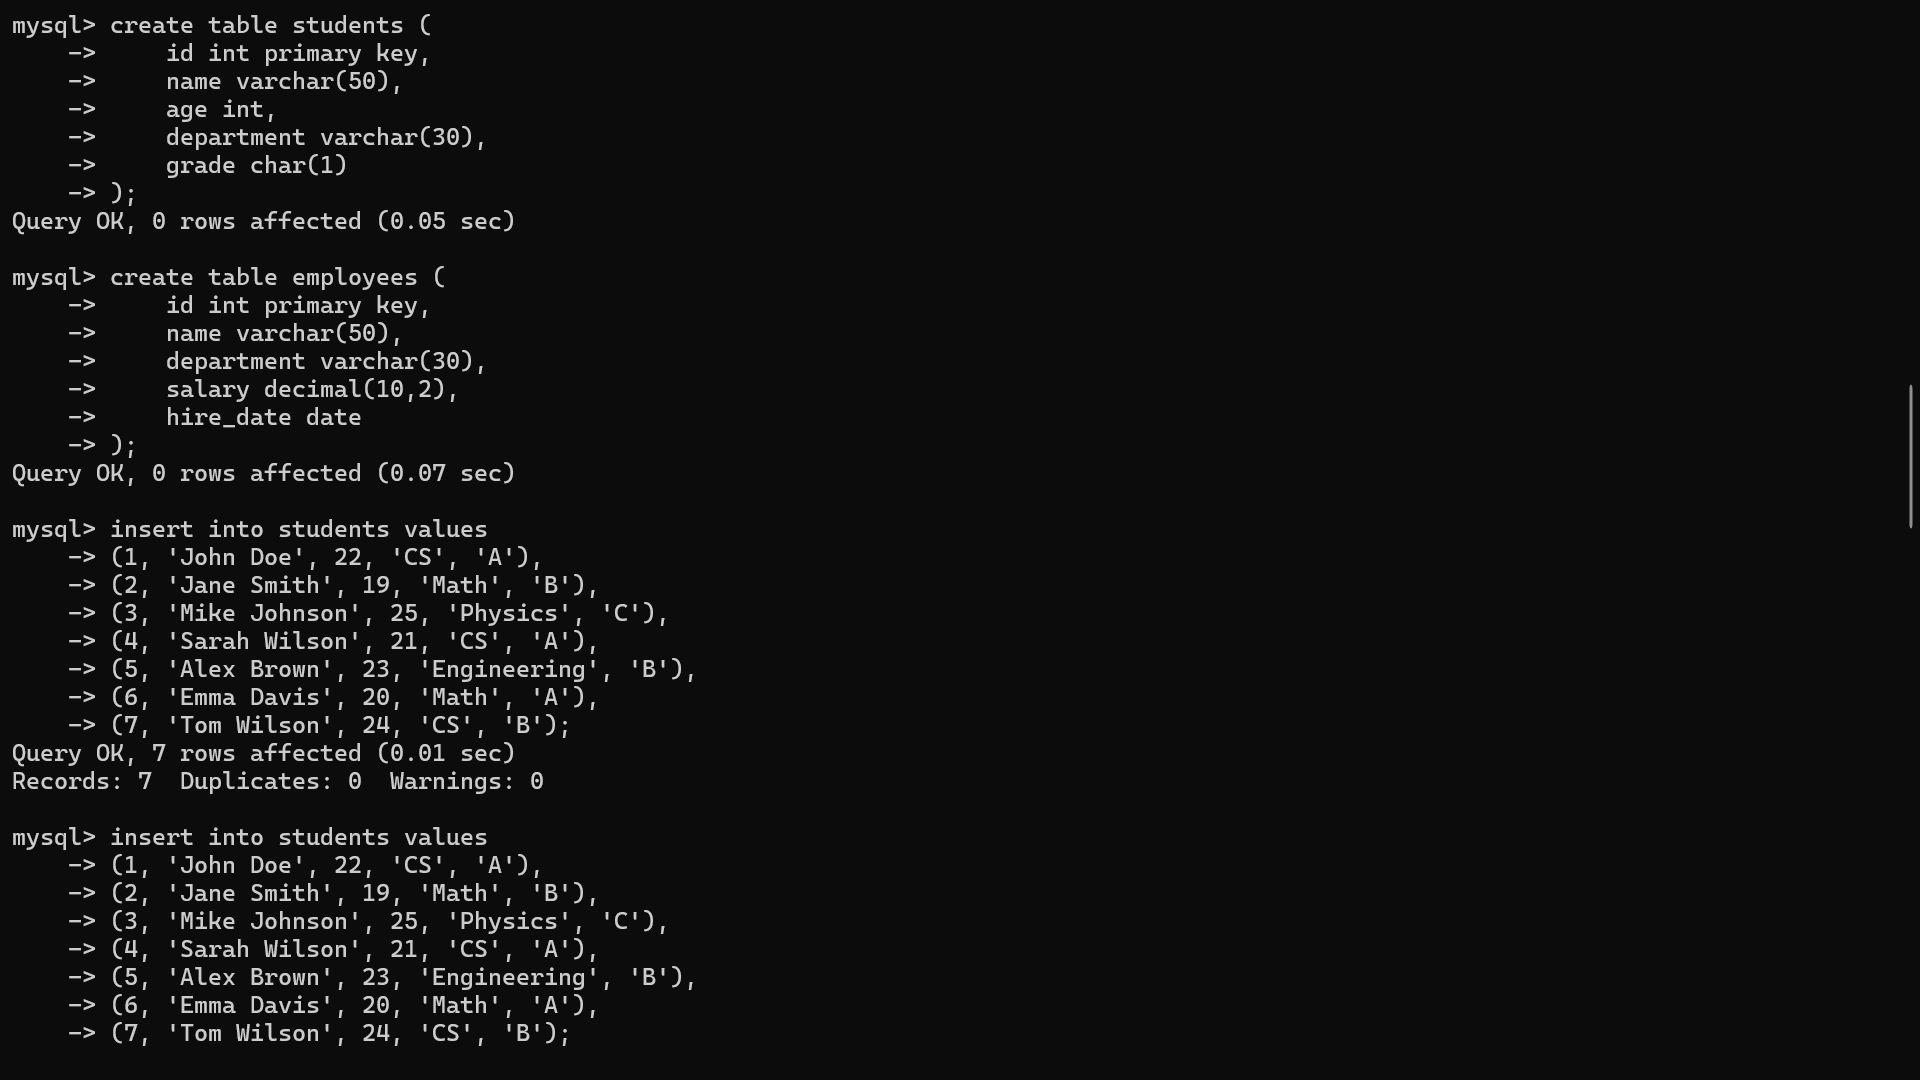 mysql> create table students (
    ->     id int primary key,
    ->     name varchar(50),
    ->     age int,
    ->     department varchar(30),
    ->     grade char(1)
    -> );
Query OK, 0 rows affected (0.05 sec)

mysql> create table employees (
    ->     id int primary key,
    ->     name varchar(50),
    ->     department varchar(30),
    ->     salary decimal(10,2),
    ->     hire_date date
    -> );
Query OK, 0 rows affected (0.07 sec)

mysql> insert into students values
    -> (1, 'John Doe', 22, 'CS', 'A'),
    -> (2, 'Jane Smith', 19, 'Math', 'B'),
    -> (3, 'Mike Johnson', 25, 'Physics', 'C'),
    -> (4, 'Sarah Wilson', 21, 'CS', 'A'),
    -> (5, 'Alex Brown', 23, 'Engineering', 'B'),
    -> (6, 'Emma Davis', 20, 'Math', 'A'),
    -> (7, 'Tom Wilson', 24, 'CS', 'B');
Query OK, 7 rows affected (0.01 sec)
Records: 7  Duplicates: 0  Warnings: 0

mysql> insert into students values
    -> (1, 'John Doe', 22, 'CS', 'A'),
    -> (2, 'Jane Smith', 19, 'Math', 'B'),
    -> (3, 'Mike Johnson', 25, 'Physics', 'C'),
    -> (4, 'Sarah Wilson', 21, 'CS', 'A'),
    -> (5, 'Alex Brown', 23, 'Engineering', 'B'),
    -> (6, 'Emma Davis', 20, 'Math', 'A'),
    -> (7, 'Tom Wilson', 24, 'CS', 'B');